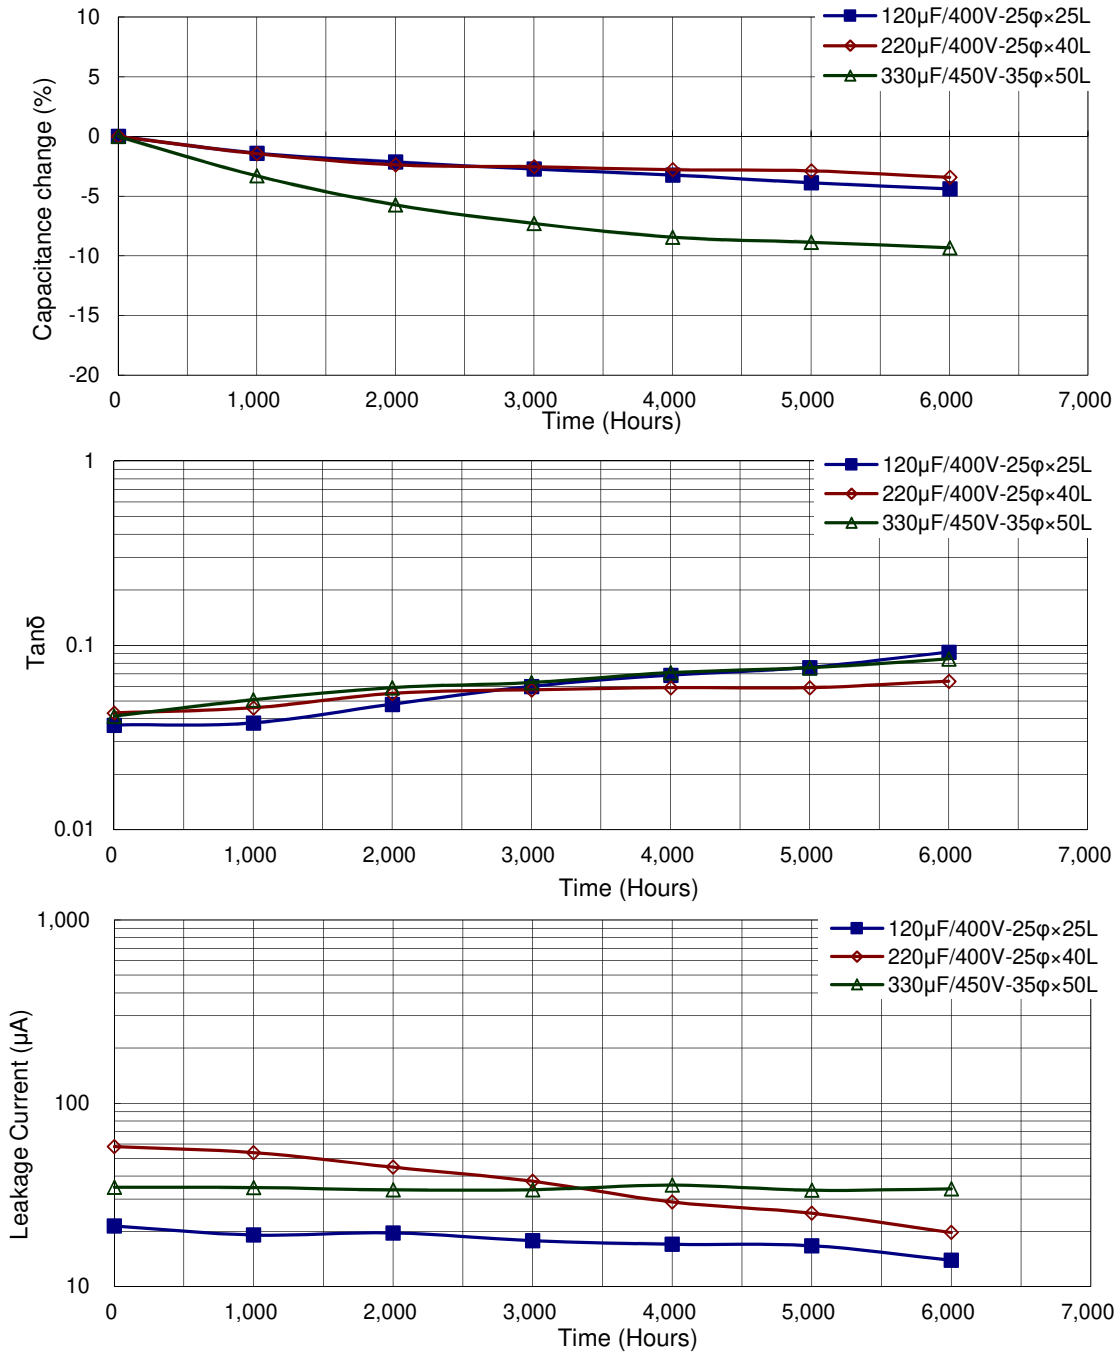 120µF/400V-25φ×25L
220µF/400V-25φ×40L
330µF/450V-35φ×50L
Capacitance change (%)
10
5
0
-5
-10
-15
-20
0 1,000 2,000 3,000 4,000 5,000 6,000 7,000
Time (Hours)
120µF/400V-25φ×25L
220µF/400V-25φ×40L
330µF/450V-35φ×50L
Tanδ
1
0.1
0.01
0 1,000 2,000 3,000 4,000 5,000 6,000 7,000
Time (Hours)
120µF/400V-25φ×25L
220µF/400V-25φ×40L
330µF/450V-35φ×50L
Leakage Current (µA)
1,000
100
10
0 1,000 2,000 3,000 4,000 5,000 6,000 7,000
Time (Hours)